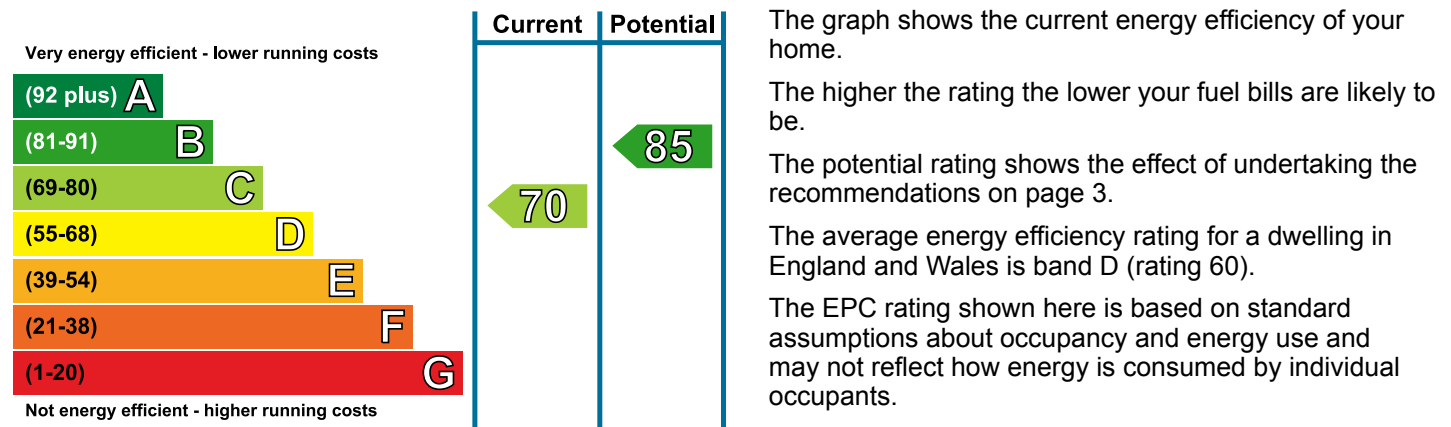 Current Potential
Very energy efficient - lower running costs
(92 plus) A
(81-91) B
(69-80) C
(55-68) D
(39-54) E
(21-38) F
(1-20) G
Not energy efficient - higher running costs
70
85
The graph shows the current energy efficiency of your
home.
The higher the rating the lower your fuel bills are likely to
be.
The potential rating shows the effect of undertaking the
recommendations on page 3.
The average energy efficiency rating for a dwelling in
England and Wales is band D (rating 60).
The EPC rating shown here is based on standard
assumptions about occupancy and energy use and
may not reflect how energy is consumed by individual
occupants.